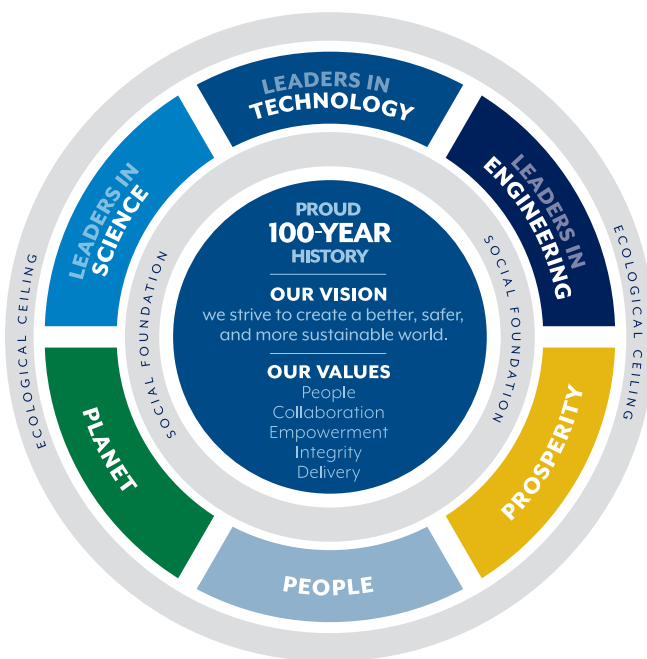 LEADERS IN
TECHNOLOGY
LEADERS IN
SCIENCE
LEADERS IN
ENGINEERING
ECOLOGICAL CEILING
SOCIAL FOUNDATION
PROUD
100-YEAR
HISTORY
OUR VISION
we strive to create a better, safer,
and more sustainable world.
OUR VALUES
People
Collaboration
Empowerment
Integrity
Delivery
SOCIAL FOUNDATION
ECOLOGICAL CEILING
PLANET
PEOPLE
PROSPERITY